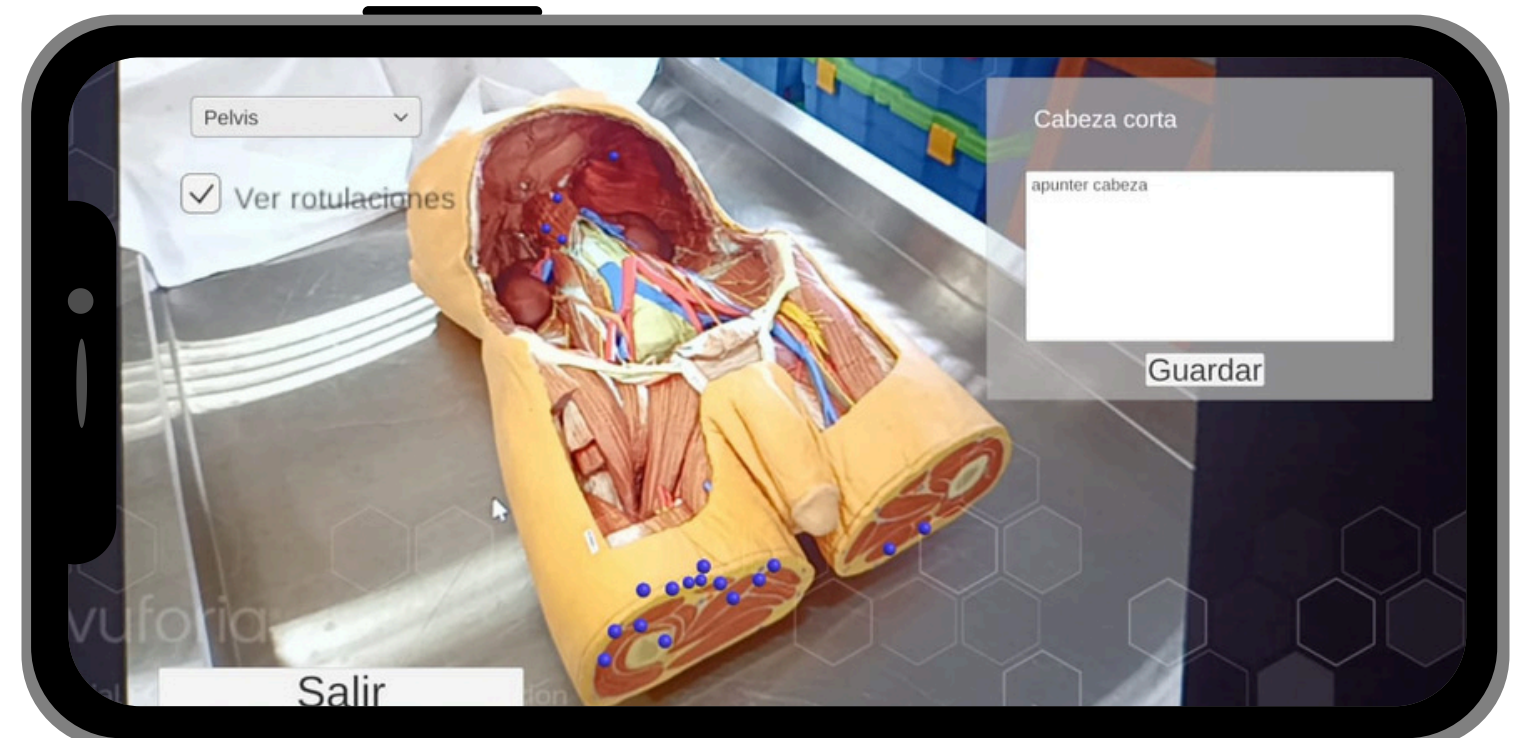 Pelvis
Ver rotulaciones
Cabeza corta
apunter cabeza
Guardar
vuforia
Salir